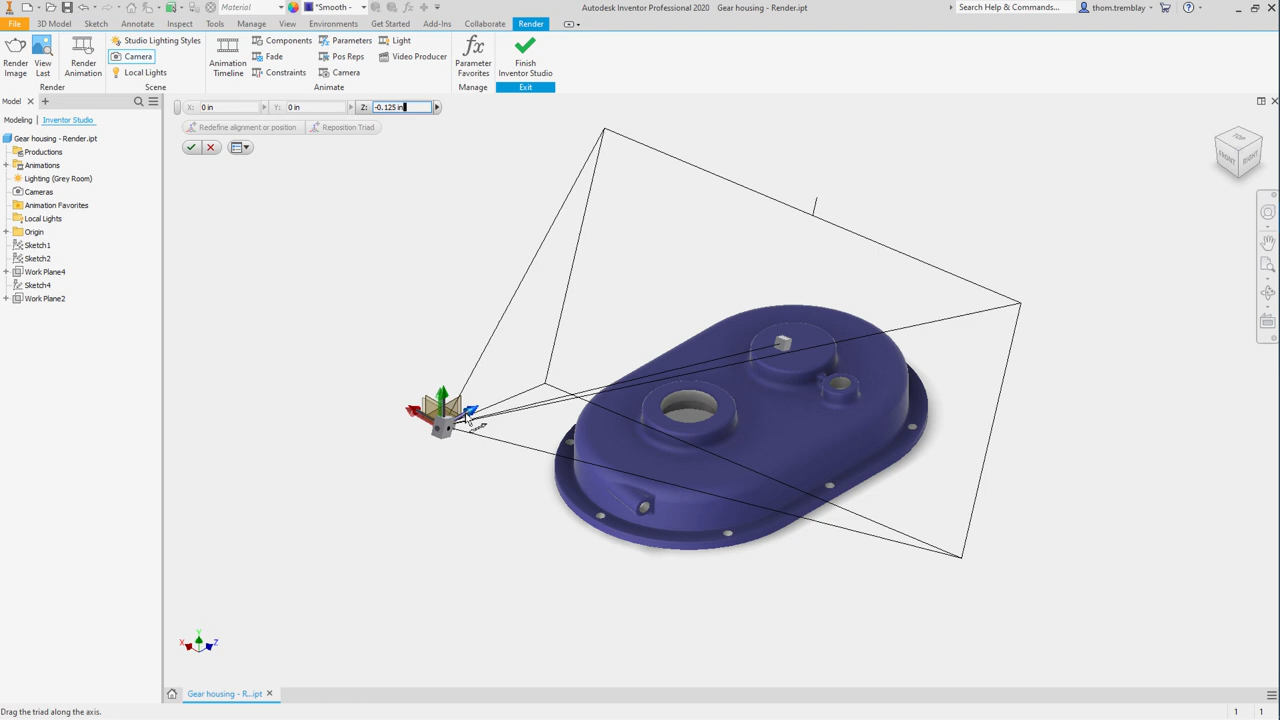 Material *Smooth Autodesk Inventor Professional 2020 Gear housing - Render.ipt Search Help & Commands... thom.tremblay
File 3D Model Sketch Annotate Inspect Tools Manage View Environments Get Started Add-Ins Collaborate Render
Studio Lighting Styles Components Parameters Light
Camera Fade Pos Reps Video Producer
Render Image View Last Render Animation Local Lights Animation Timeline Constraints Camera fx Parameter Favorites Finish Inventor Studio
Render Scene Animate Manage Exit
Model X: 0 in Y: 0 in Z: -0.125 in
Modeling Inventor Studio Redefine alignment or position Reposition Triad
Gear housing - Render.ipt
Productions
Animations
Lighting (Grey Room)
Cameras
Animation Favorites
Local Lights
Origin
Sketch1
Sketch2
Work Plane4
Sketch4
Work Plane2
TOP
FRONT RIGHT
X Y Z
Gear housing - R...ipt
Drag the triad along the axis. 1 1